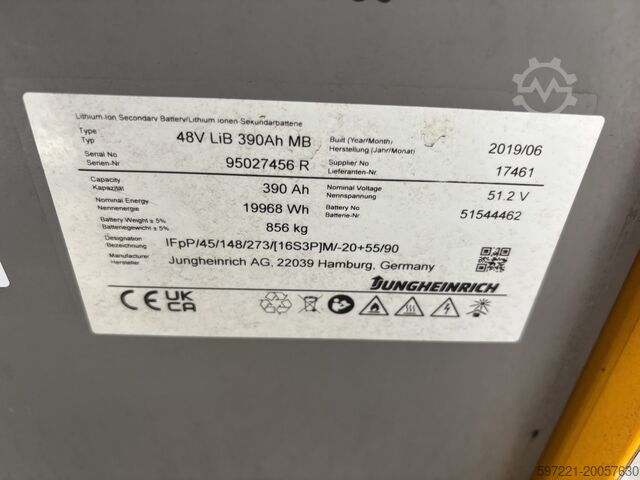 Lithium Ion Secondary Battery/Lithium Ionen Sekundärbatterie
Type
Typ
48V LiB 390Ah MB
Built (Year/Month)
Herstellung (Jahr/Monat)
2019/06
Serial No
Serien-Nr
95027456 R
Supplier No
Lieferanten-Nr.
17461
Capacity
Kapazität
390 Ah
Nominal Voltage
Nennspannung
51.2 V
Nominal Energy
Nennenergie
19968 Wh
Battery No
Batterie-Nr
51544462
Battery Weight ± 5%
Batteriegewicht ± 5%
856 kg
Designation
Bezeichnung
IFpP/45/148/273/[16S3P]M/-20+55/90
Manufacturer
Hersteller
Jungheinrich AG, 22039 Hamburg, Germany
JUNGHEINRICH
CE UK CA
597221-20057630